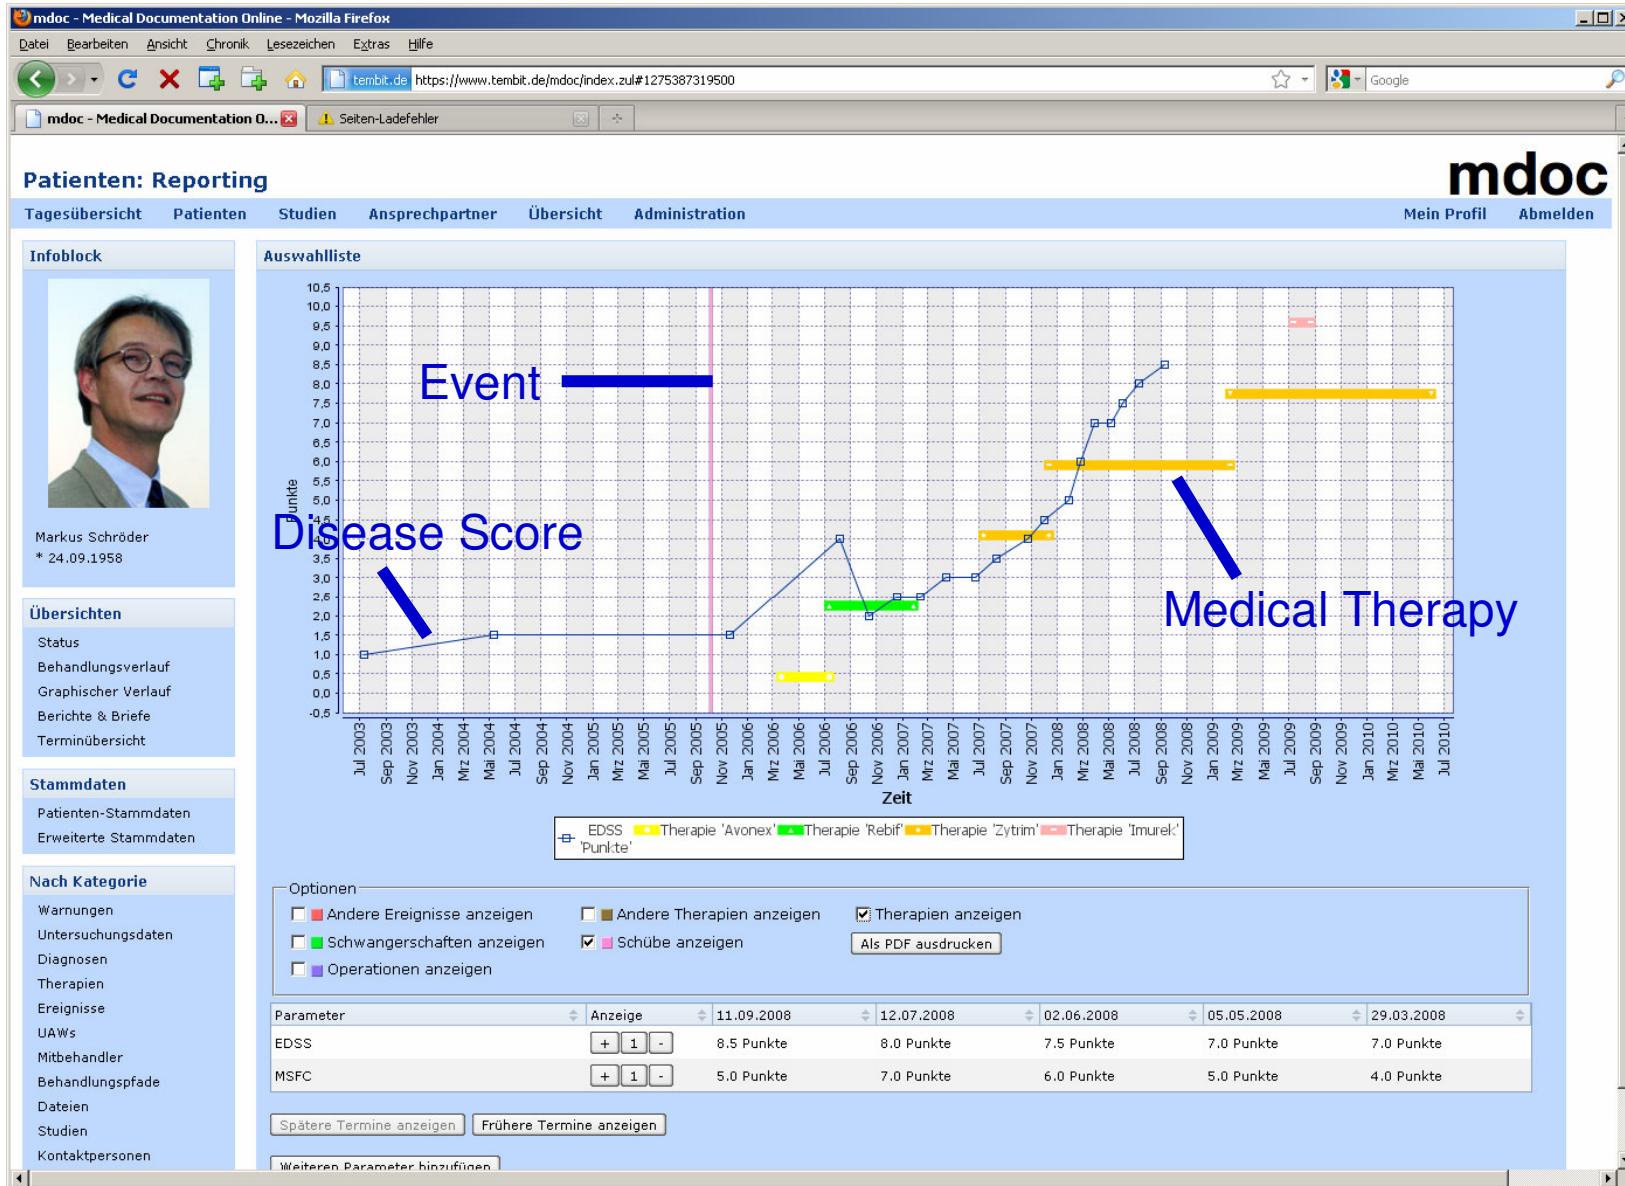 mdoc - Medical Documentation Online - Mozilla Firefox
Datei Bearbeiten Ansicht Chronik Lesezeichen Extras Hilfe
tembit.de https://www.tembit.de/mdoc/index.zul#1275387319500 Google
mdoc - Medical Documentation O... Seiten-Ladefehler
mdoc
Patienten: Reporting
Tagesübersicht Patienten Studien Ansprechpartner Übersicht Administration Mein Profil Abmelden
Infoblock
Markus Schröder
* 24.09.1958
Übersichten
Status
Behandlungsverlauf
Graphischer Verlauf
Berichte & Briefe
Terminübersicht
Stammdaten
Patienten-Stammdaten
Erweiterte Stammdaten
Nach Kategorie
Warnungen
Untersuchungsdaten
Diagnosen
Therapien
Ereignisse
UAWs
Mitbehandler
Behandlungspfade
Dateien
Studien
Kontaktpersonen
Auswahlliste
10,5
10,0
9,5
9,0
8,5
8,0
7,5
7,0
6,5
6,0
5,5
5,0
4,5
4,0
3,5
3,0
2,5
2,0
1,5
1,0
0,5
0,0
-0,5
Punkte
Event
Disease Score
Medical Therapy
Jul 2003 Sep 2003 Nov 2003 Jan 2004 Mrz 2004 Mai 2004 Jul 2004 Sep 2004 Nov 2004 Jan 2005 Mrz 2005 Mai 2005 Jul 2005 Sep 2005 Nov 2005 Jan 2006 Mrz 2006 Mai 2006 Jul 2006 Sep 2006 Nov 2006 Jan 2007 Mrz 2007 Mai 2007 Jul 2007 Sep 2007 Nov 2007 Jan 2008 Mrz 2008 Mai 2008 Jul 2008 Sep 2008 Nov 2008 Jan 2009 Mrz 2009 Mai 2009 Jul 2009 Sep 2009 Nov 2009 Jan 2010 Mrz 2010 Mai 2010 Jul 2010
Zeit
EDSS Therapie 'Avonex' Therapie 'Rebif' Therapie 'Zytrim' Therapie 'Imurek'
'Punkte'
Optionen
Andere Ereignisse anzeigen Andere Therapien anzeigen Therapien anzeigen
Schwangerschaften anzeigen Schübe anzeigen Als PDF ausdrucken
Operationen anzeigen
Parameter Anzeige 11.09.2008 12.07.2008 02.06.2008 05.05.2008 29.03.2008
EDSS + 1 - 8.5 Punkte 8.0 Punkte 7.5 Punkte 7.0 Punkte 7.0 Punkte
MSFC + 1 - 5.0 Punkte 7.0 Punkte 6.0 Punkte 5.0 Punkte 4.0 Punkte
Spätere Termine anzeigen Frühere Termine anzeigen
Weiteren Parameter hinzufügen